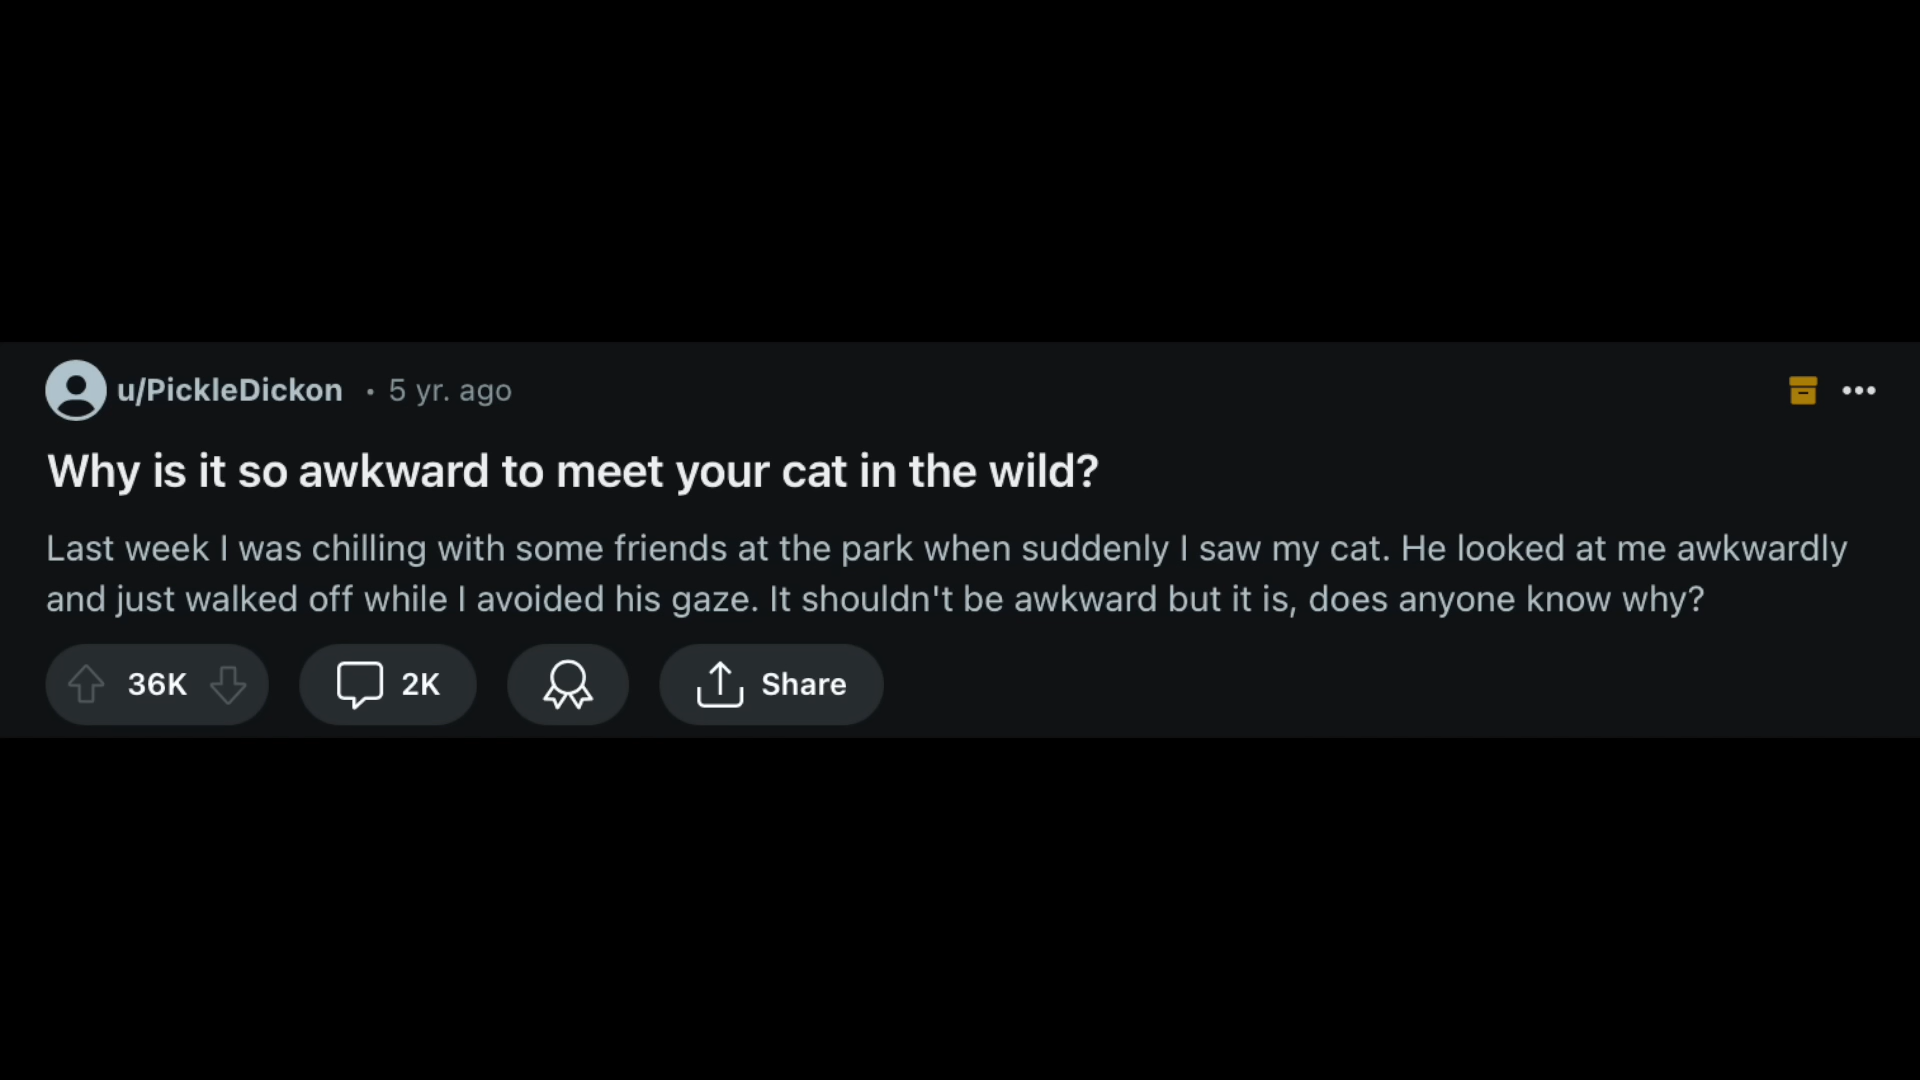 u/PickleDickon • 5 yr. ago
Why is it so awkward to meet your cat in the wild?
Last week I was chilling with some friends at the park when suddenly I saw my cat. He looked at me awkwardly
and just walked off while I avoided his gaze. It shouldn't be awkward but it is, does anyone know why?
36K 2K Share